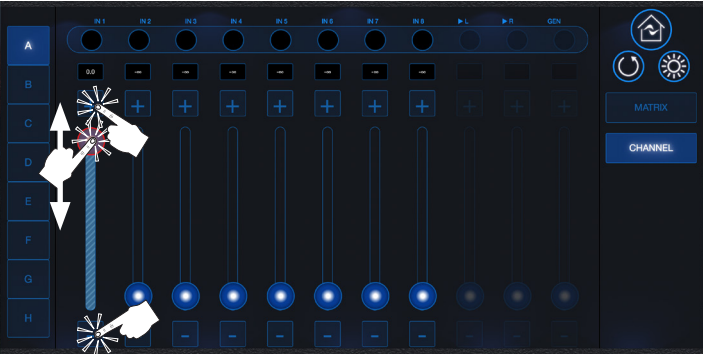 IN 1 IN 2 IN 3 IN 4 IN 5 IN 6 IN 7 IN 8 ▶ L ▶ R GEN
A
0.0 -∞ -∞ -∞ -∞ -∞ -∞ -∞
B
+ + + + + + + + + +
MATRIX
C
CHANNEL
D
E
F
G
H
- - - - - - -